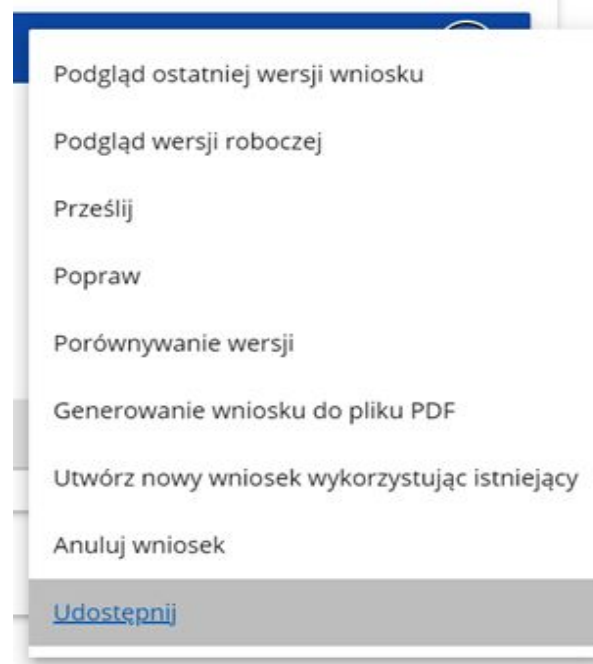 Podgląd ostatniej wersji wniosku
Podgląd wersji roboczej
Prześlij
Popraw
Porównywanie wersji
Generowanie wniosku do pliku PDF
Utwórz nowy wniosek wykorzystując istniejący
Anuluj wniosek
Udostępnij